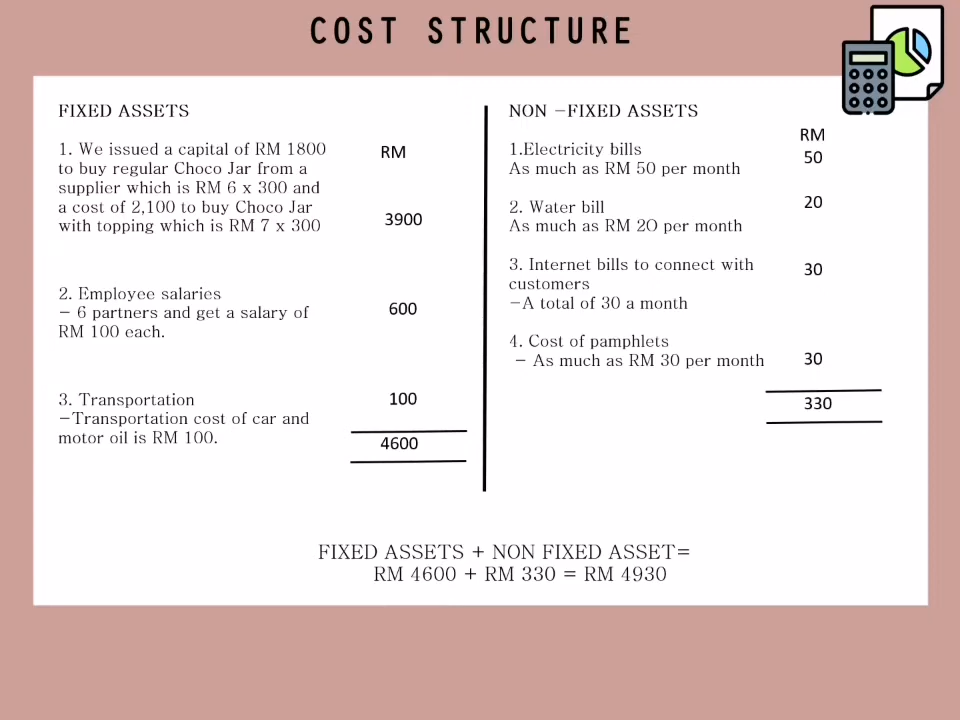 COST STRUCTURE
FIXED ASSETS
1. We issued a capital of RM 1800
to buy regular Choco Jar from a
supplier which is RM 6 x 300 and
a cost of 2,100 to buy Choco Jar
with topping which is RM 7 x 300
RM
3900
2. Employee salaries
- 6 partners and get a salary of
RM 100 each.
600
3. Transportation
-Transportation cost of car and
motor oil is RM 100.
100
4600
NON -FIXED ASSETS
RM
1.Electricity bills
As much as RM 50 per month
50
2. Water bill
As much as RM 2O per month
20
3. Internet bills to connect with
customers
-A total of 30 a month
30
4. Cost of pamphlets
- As much as RM 30 per month
30
330
FIXED ASSETS + NON FIXED ASSET=
RM 4600 + RM 330 = RM 4930